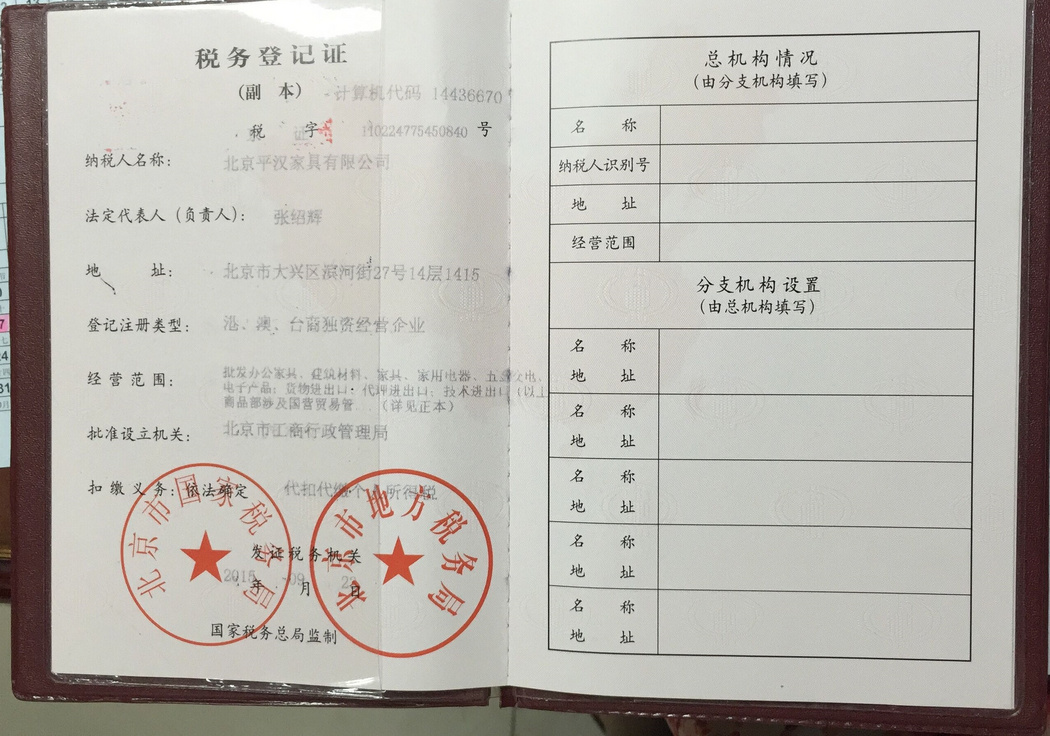 税务登记证
(副 本) 计算机代码 14436670
税 证 字 110224775450840 号
纳税人名称: 北京平汉家具有限公司
法定代表人(负责人): 张绍辉
地 址: 北京市大兴区滨河街27号14层1415
登记注册类型: 港、澳、台商独资经营企业
经营范围: 批发办公家具、建筑材料、家具、家用电器、五金交电、
电子产品;货物进出口;代理进出口;技术进出口(以上
商品部涉及国营贸易管 (详见正本)
批准设立机关: 北京市工商行政管理局
扣缴义务: 依法确定 代扣代缴个人所得税
北京市国家税务局
北京市地方税务局
发证税务机关
2015 年 09 月 日
国家税务总局监制
总机构情况
(由分支机构填写)
名 称
纳税人识别号
地 址
经营范围
分支机构设置
(由总机构填写)
名 称
地 址
名 称
地 址
名 称
地 址
名 称
地 址
名 称
地 址